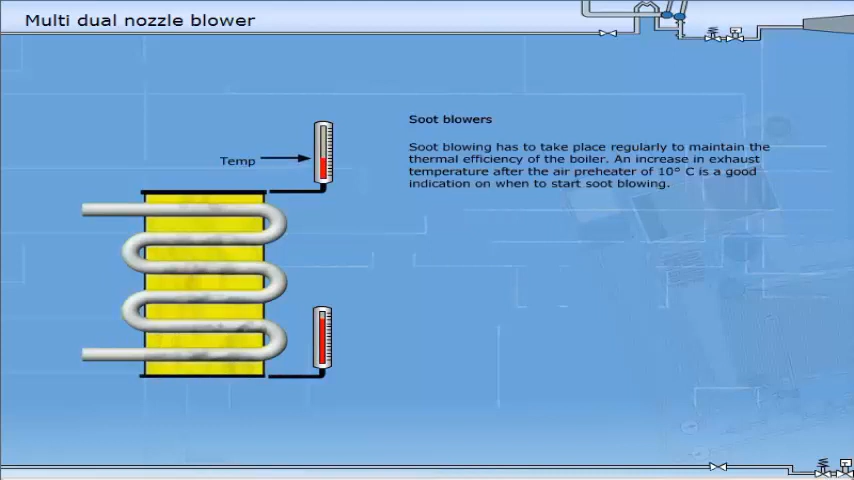 Multi dual nozzle blower
Soot blowers
Temp
Soot blowing has to take place regularly to maintain the
thermal efficiency of the boiler. An increase in exhaust
temperature after the air preheater of 10° C is a good
indication on when to start soot blowing.